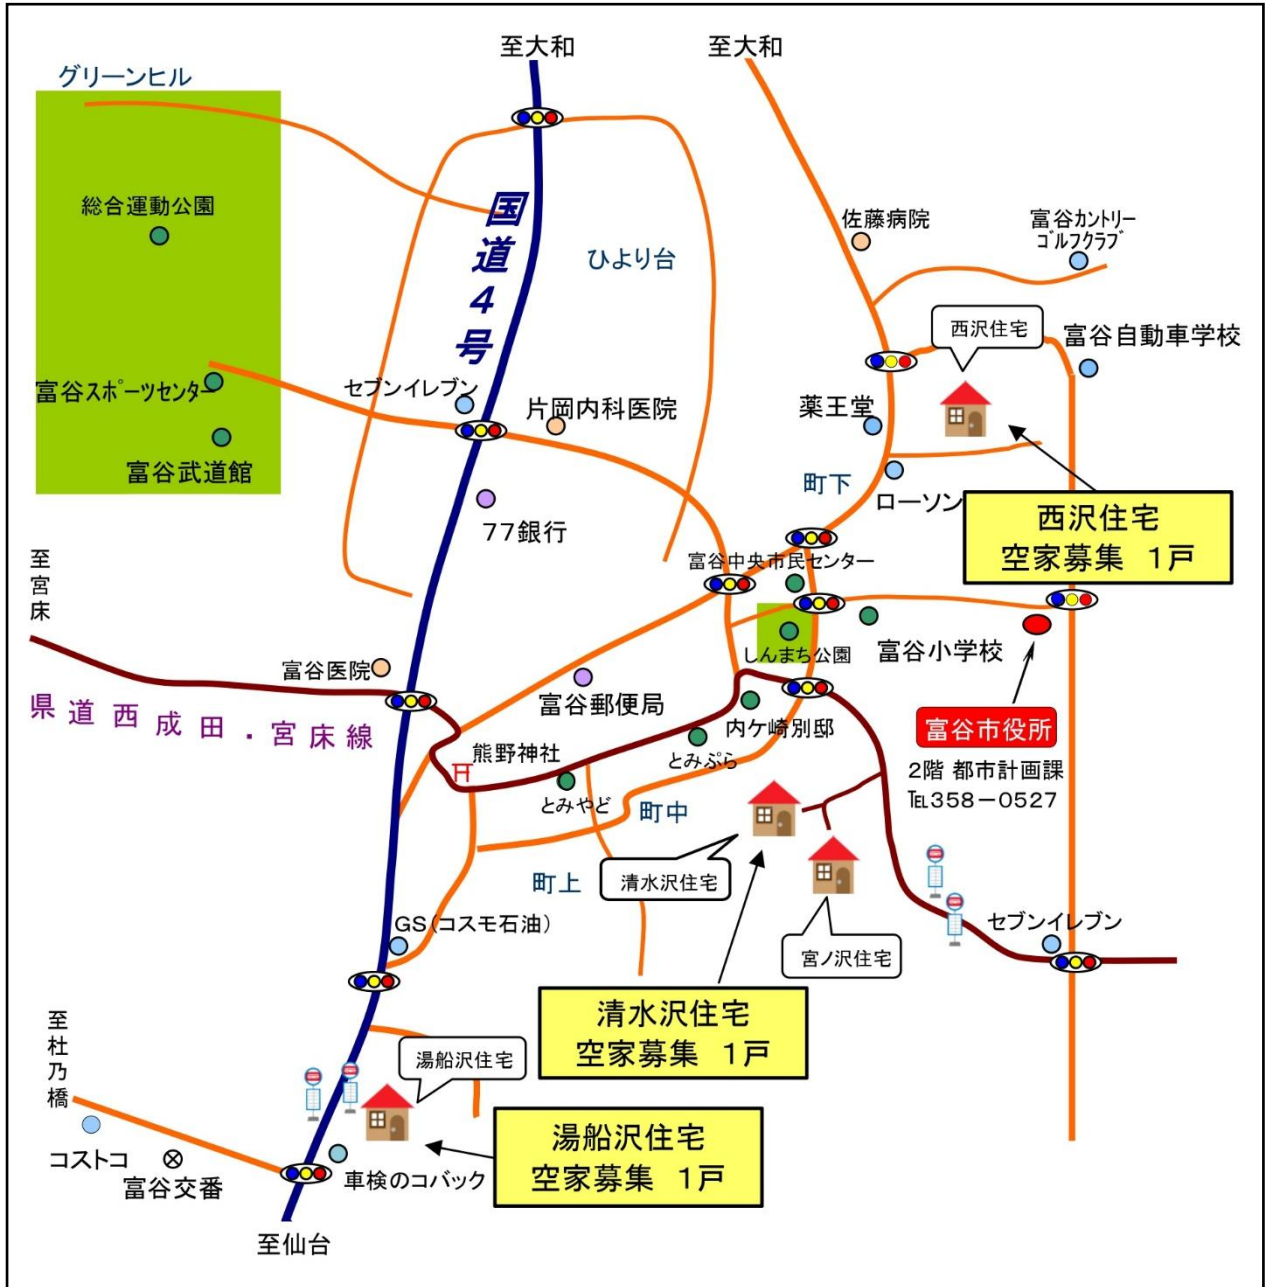 至大和
至大和
グリーンヒル
総合運動公園
国道４号
ひより台
佐藤病院
富谷カントリー
ゴルフクラブ
西沢住宅
富谷自動車学校
富谷スポーツセンター
セブンイレブン
片岡内科医院
薬王堂
富谷武道館
町下
ローソン
77銀行
西沢住宅
空家募集 1戸
至宮床
富谷中央市民センター
富谷医院
しんまち公園
富谷小学校
県道西成田・宮床線
富谷郵便局
内ケ崎別邸
富谷市役所
2階 都市計画課
℡358－0527
熊野神社
とみぷら
とみやど
町中
町上
清水沢住宅
GS（コスモ石油）
宮ノ沢住宅
セブンイレブン
清水沢住宅
空家募集 1戸
至杜乃橋
湯船沢住宅
湯船沢住宅
空家募集 1戸
コストコ
富谷交番
車検のコバック
至仙台